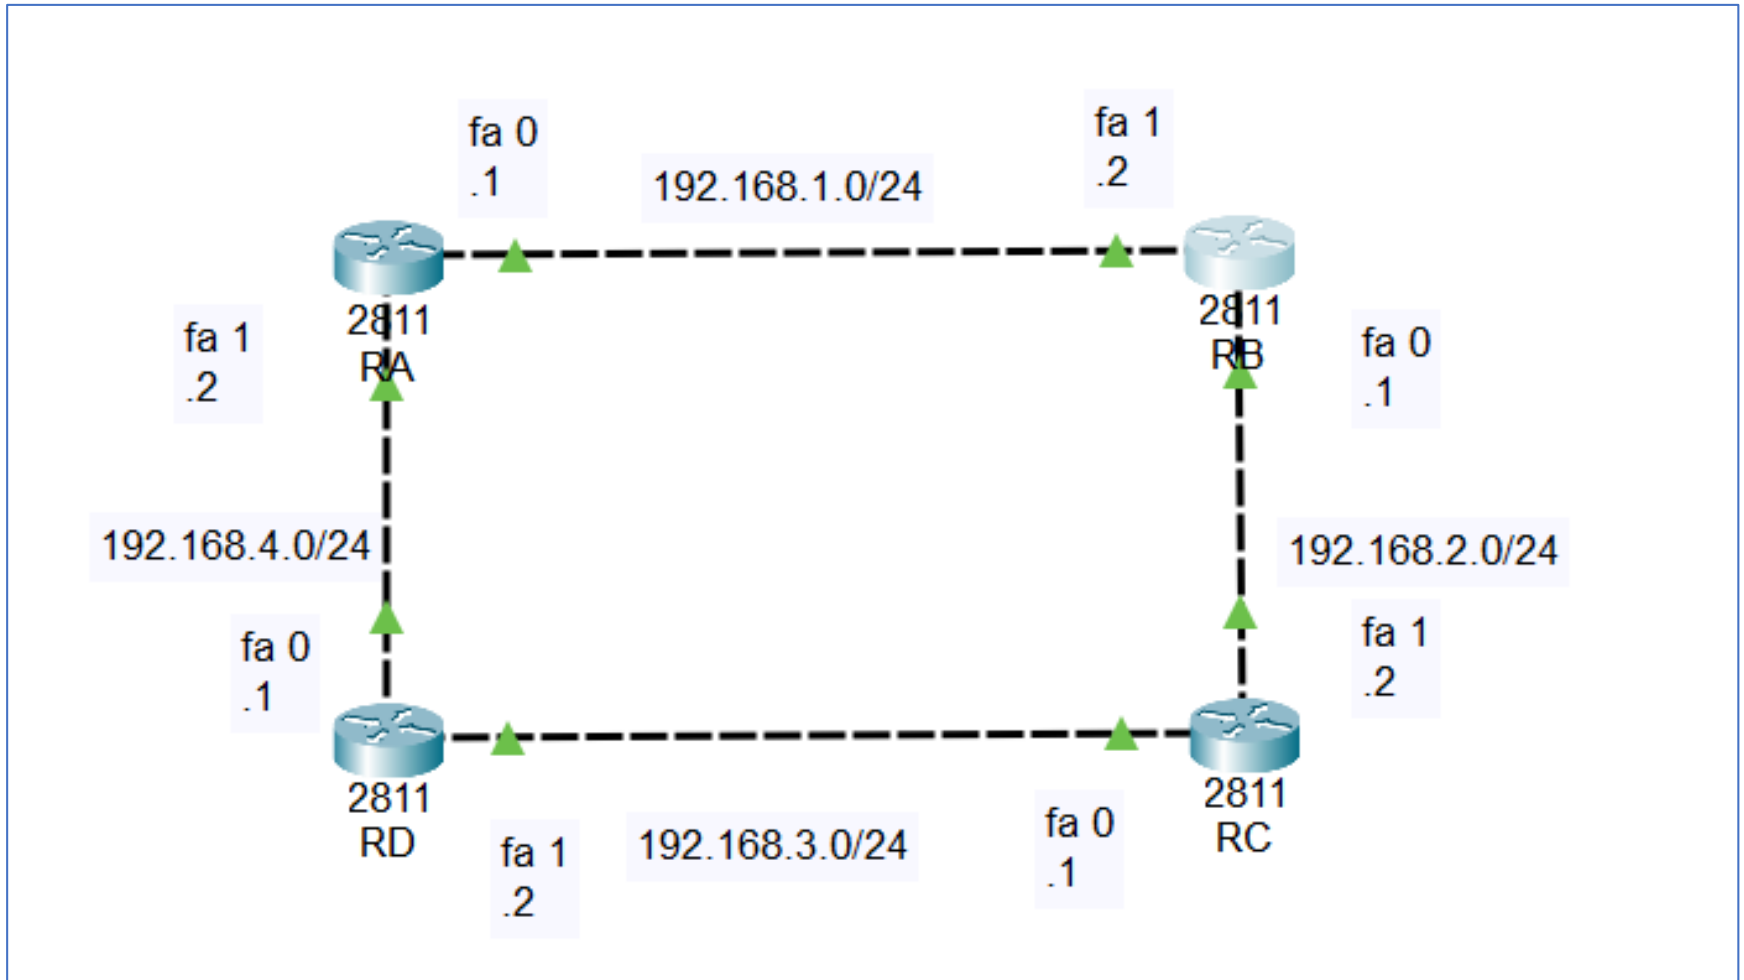 fa 0
.1
192.168.1.0/24
fa 1
.2
2811
RA
2811
RB
fa 1
.2
fa 0
.1
192.168.4.0/24
192.168.2.0/24
fa 0
.1
fa 1
.2
2811
RD
2811
RC
fa 1
.2
192.168.3.0/24
fa 0
.1